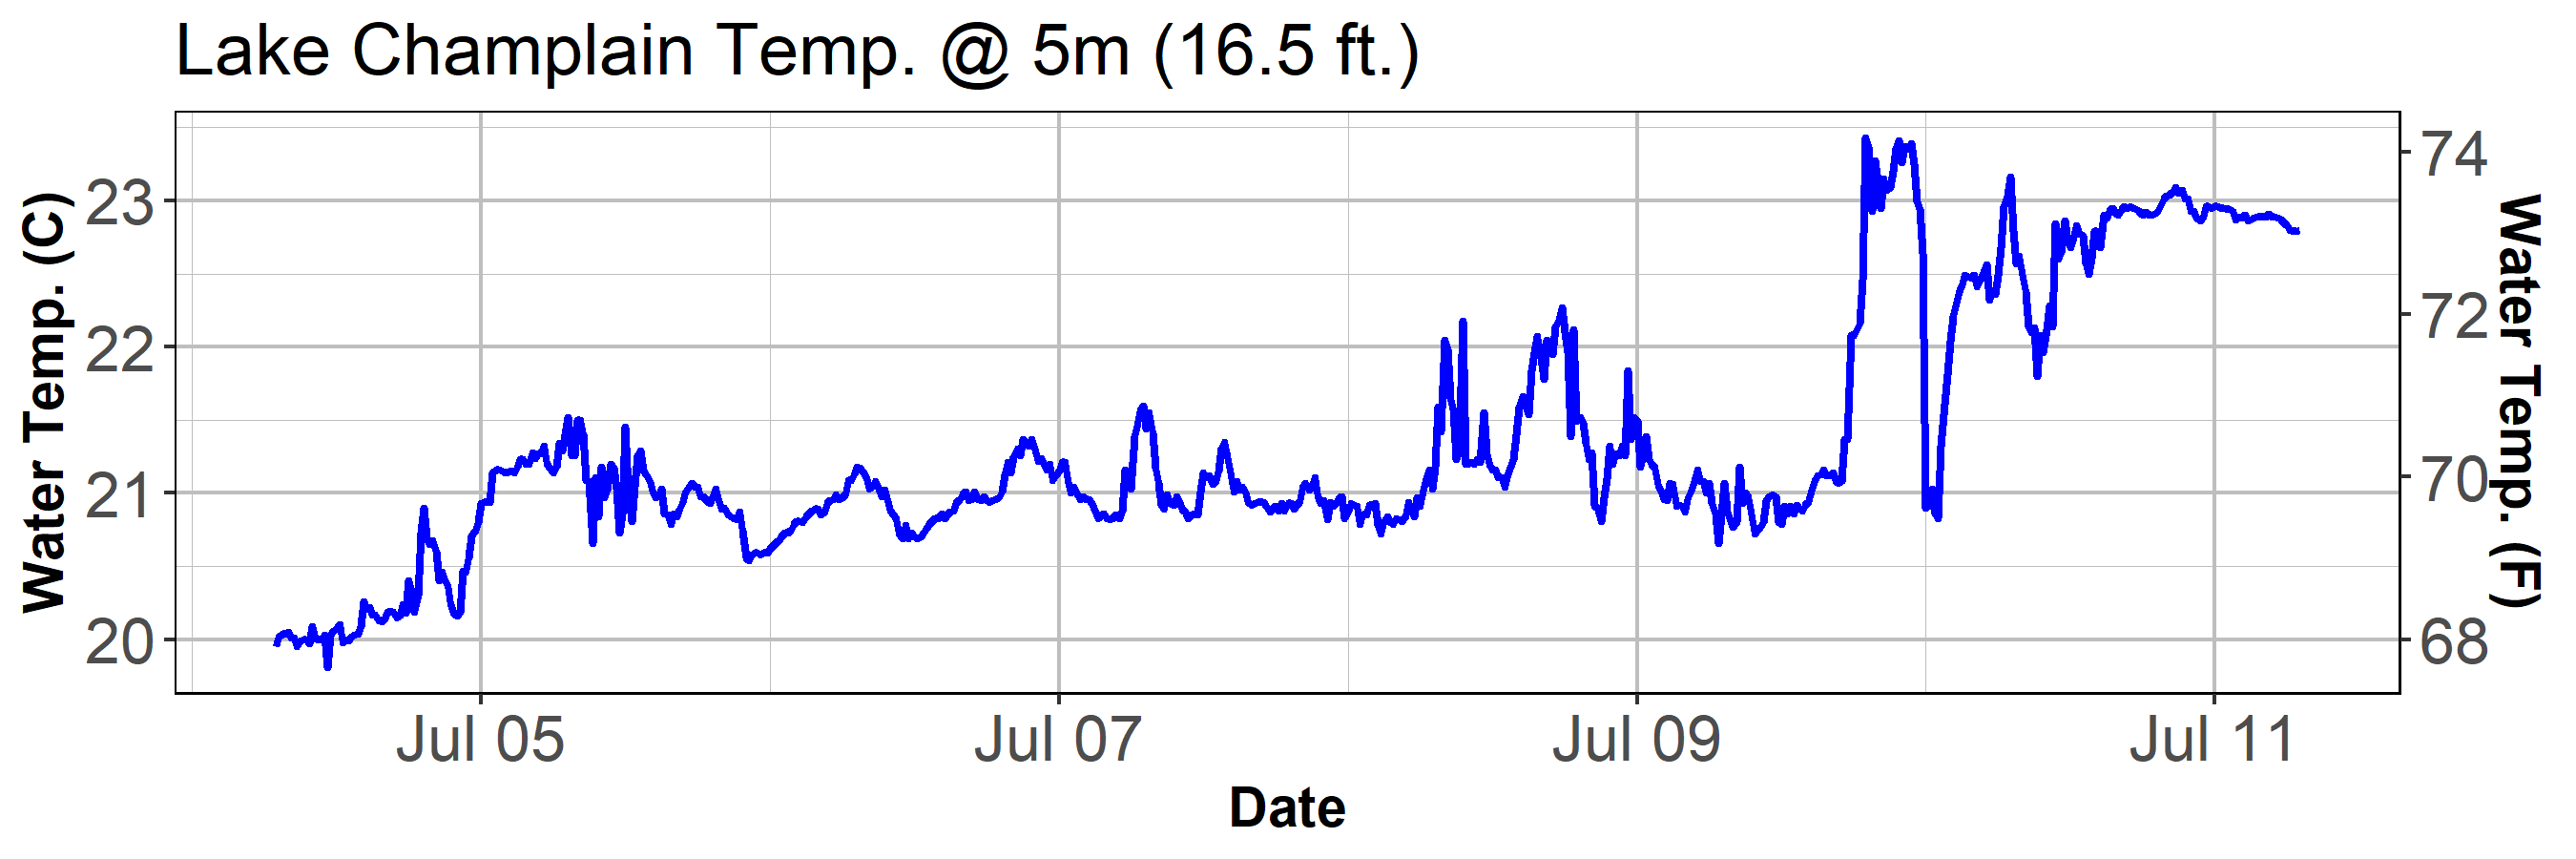 Lake Champlain Temp. @ 5m (16.5 ft.)
Water Temp. (C)
23
22
21
20
74
72
70
68
Water Temp. (F)
Jul 05 Jul 07 Jul 09 Jul 11
Date